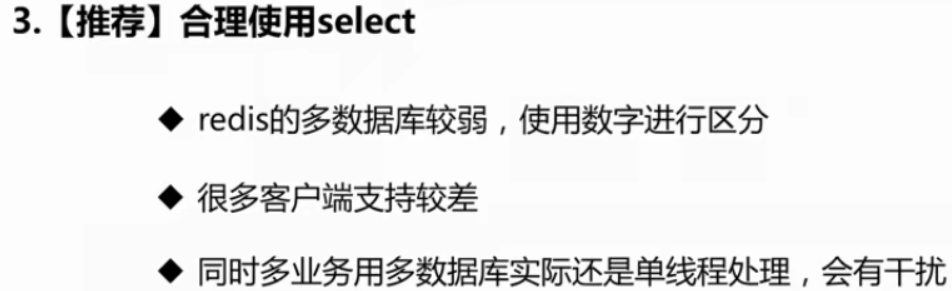 3.【推荐】合理使用select
◆ redis的多数据库较弱，使用数字进行区分
◆ 很多客户端支持较差
◆ 同时多业务用多数据库实际还是单线程处理，会有干扰